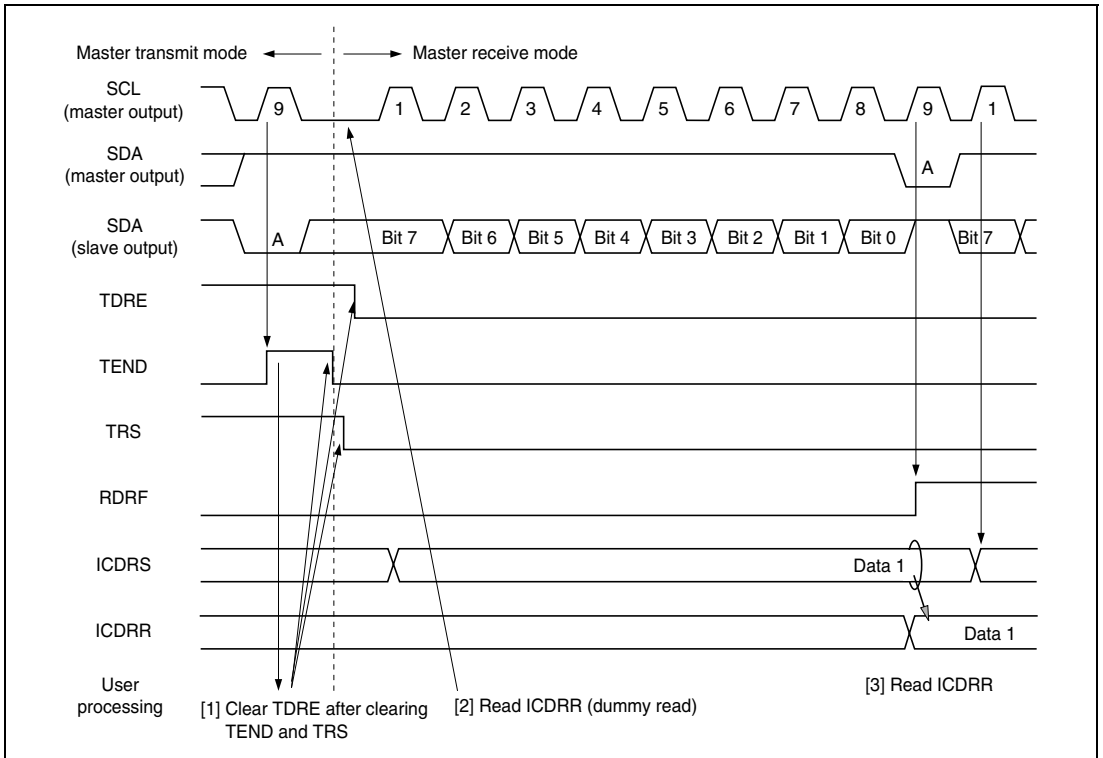 Master transmit mode
Master receive mode
SCL
(master output)
9
1
2
3
4
5
6
7
8
9
1
SDA
(master output)
A
SDA
(slave output)
A
Bit 7
Bit 6
Bit 5
Bit 4
Bit 3
Bit 2
Bit 1
Bit 0
Bit 7
TDRE
TEND
TRS
RDRF
ICDRS
Data 1
ICDRR
Data 1
User
processing
[1] Clear TDRE after clearing
TEND and TRS
[2] Read ICDRR (dummy read)
[3] Read ICDRR